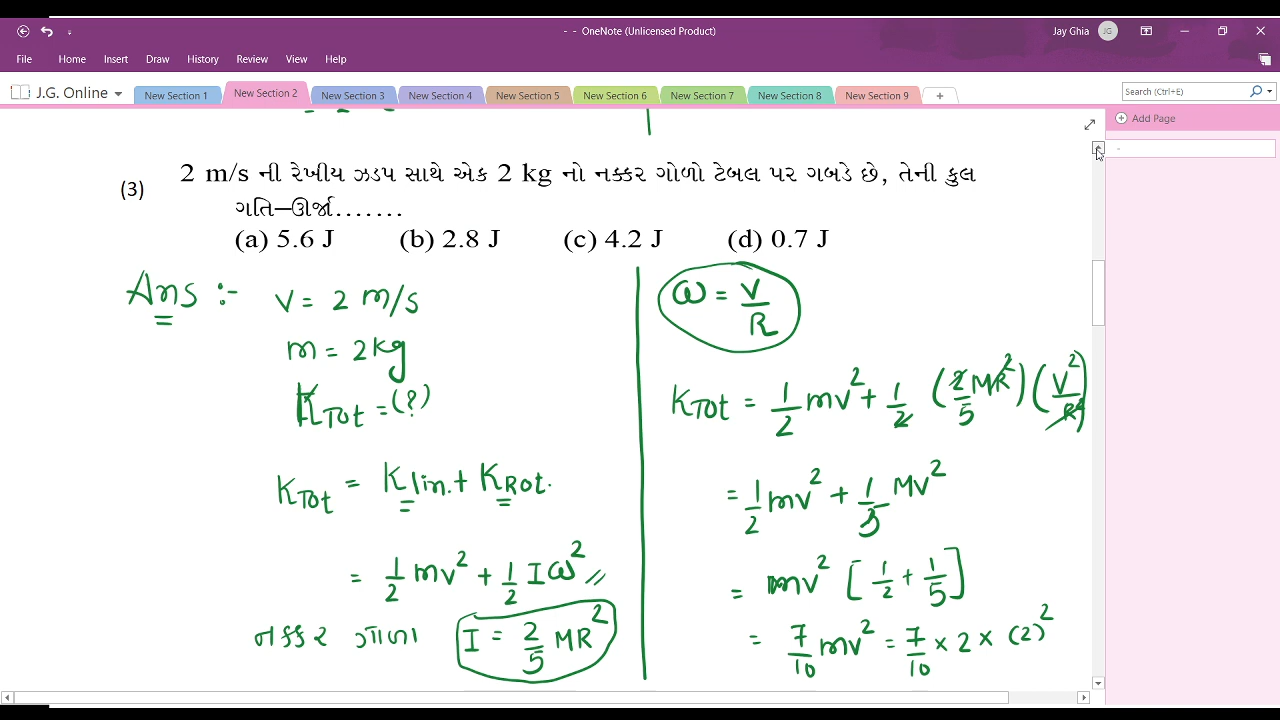 - - OneNote (Unlicensed Product)
Jay Ghia JG
File Home Insert Draw History Review View Help
J.G. Online New Section 1 New Section 2 New Section 3 New Section 4 New Section 5 New Section 6 New Section 7 New Section 8 New Section 9 +
Search (Ctrl+E)
Add Page
(3) 2 m/s ની રેખીય ઝડપ સાથે એક 2 kg નો નક્કર ગોળો ટેબલ પર ગબડે છે, તેની કુલ
ગતિ–ઊર્જા.......
(a) 5.6 J (b) 2.8 J (c) 4.2 J (d) 0.7 J
Ans :- V = 2 m/s
m = 2 kg
KTot = (?)
KTot = Klin. + KRot.
= 1/2 mv² + 1/2 Iω²
નક્કર ગોળા I = 2/5 MR²
ω = V/R
KTot = 1/2 mv² + 1/2 (2/5 MR²) (V²/R²)
= 1/2 mv² + 1/5 MV²
= mv² [1/2 + 1/5]
= 7/10 mv² = 7/10 × 2 × (2)²